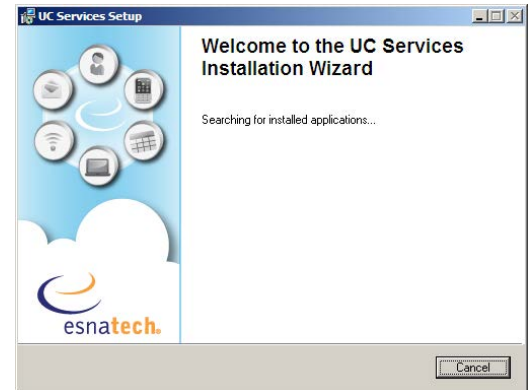 UC Services Setup
Welcome to the UC Services
Installation Wizard
Searching for installed applications...
esnatech.
Cancel